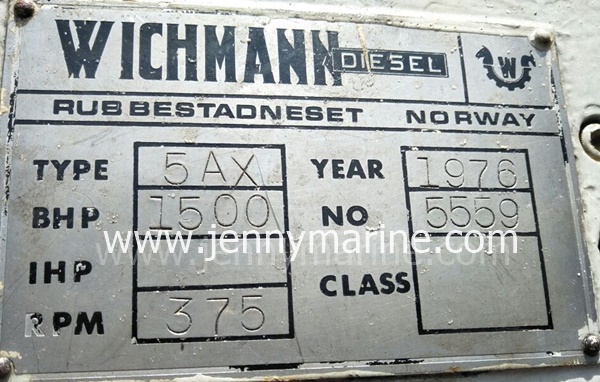 WICHMANN DIESEL W
RUBBESTADNESET NORWAY
TYPE 5AX YEAR 1976
BHP 1500 NO 5559
www.jennymarine.com
IHP CLASS
RPM 375